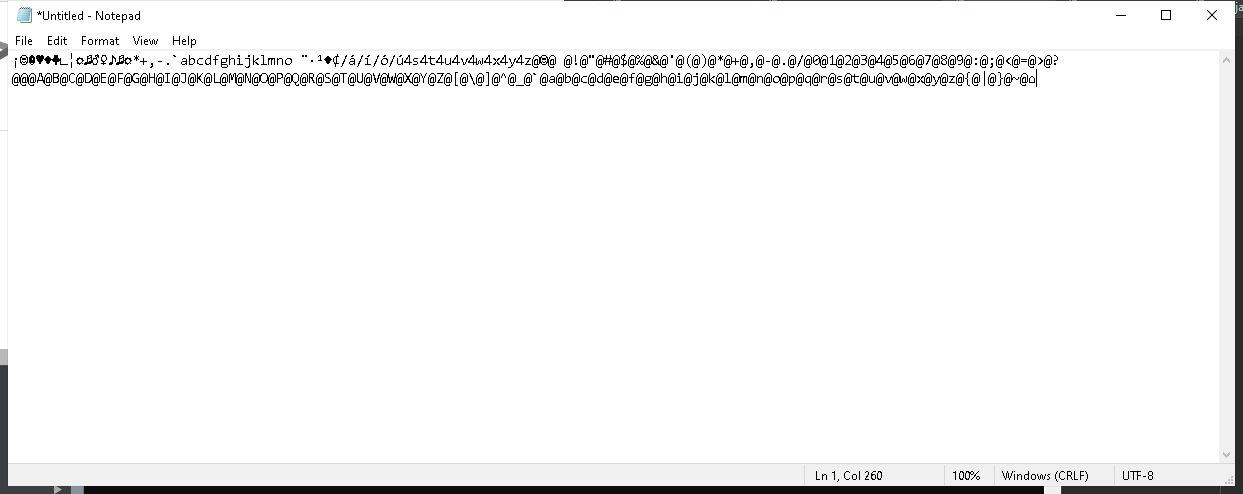 *Untitled - Notepad
File Edit Format View Help
*+,-.`abcdfghijklmno ¨·¹♦₵/á/í/ó/ú4s4t4u4v4w4x4y4z@☺@ @!@"@#@$@%@&@'@(@)@*@+@,@-@.@/@0@1@2@3@4@5@6@7@8@9@:@;@<@=@>@?
@@@A@B@C@D@E@F@G@H@I@J@K@L@M@N@O@P@Q@R@S@T@U@V@W@X@Y@Z@[@\@]@^@_@`@a@b@c@d@e@f@g@h@i@j@k@l@m@n@o@p@q@r@s@t@u@v@w@x@y@z@{@|@}@~@⌂
Ln 1, Col 260 100% Windows (CRLF) UTF-8